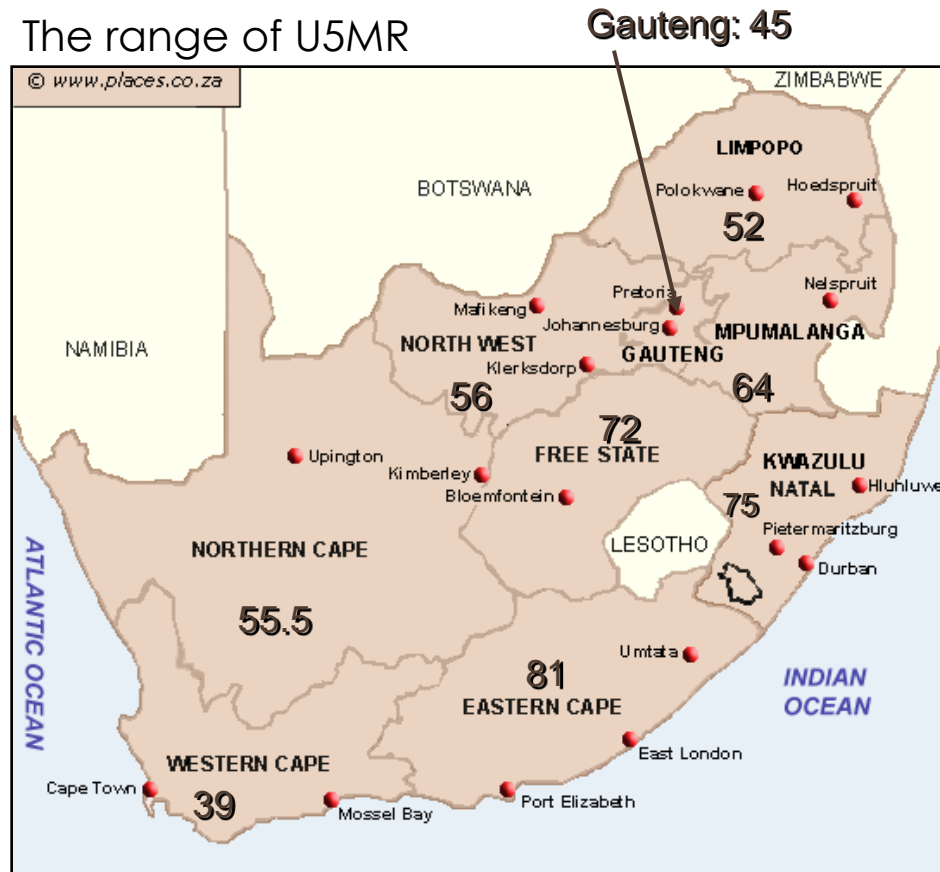 The range of U5MR
Gauteng: 45
© www.places.co.za
ZIMBABWE
LIMPOPO
BOTSWANA
Polokwane
Hoedspruit
52
Pretoria
Nelspruit
Mafikeng
Johannesburg
MPUMALANGA
NAMIBIA
NORTH WEST
GAUTENG
Klerksdorp
56
64
72
FREE STATE
Upington
Kimberley
KWAZULU
NATAL
Hluhluwe
Bloemfontein
75
Pietermaritzburg
LESOTHO
NORTHERN CAPE
Durban
ATLANTIC OCEAN
55.5
Umtata
81
EASTERN CAPE
INDIAN
OCEAN
East London
WESTERN CAPE
Cape Town
39
Mossel Bay
Port Elizabeth